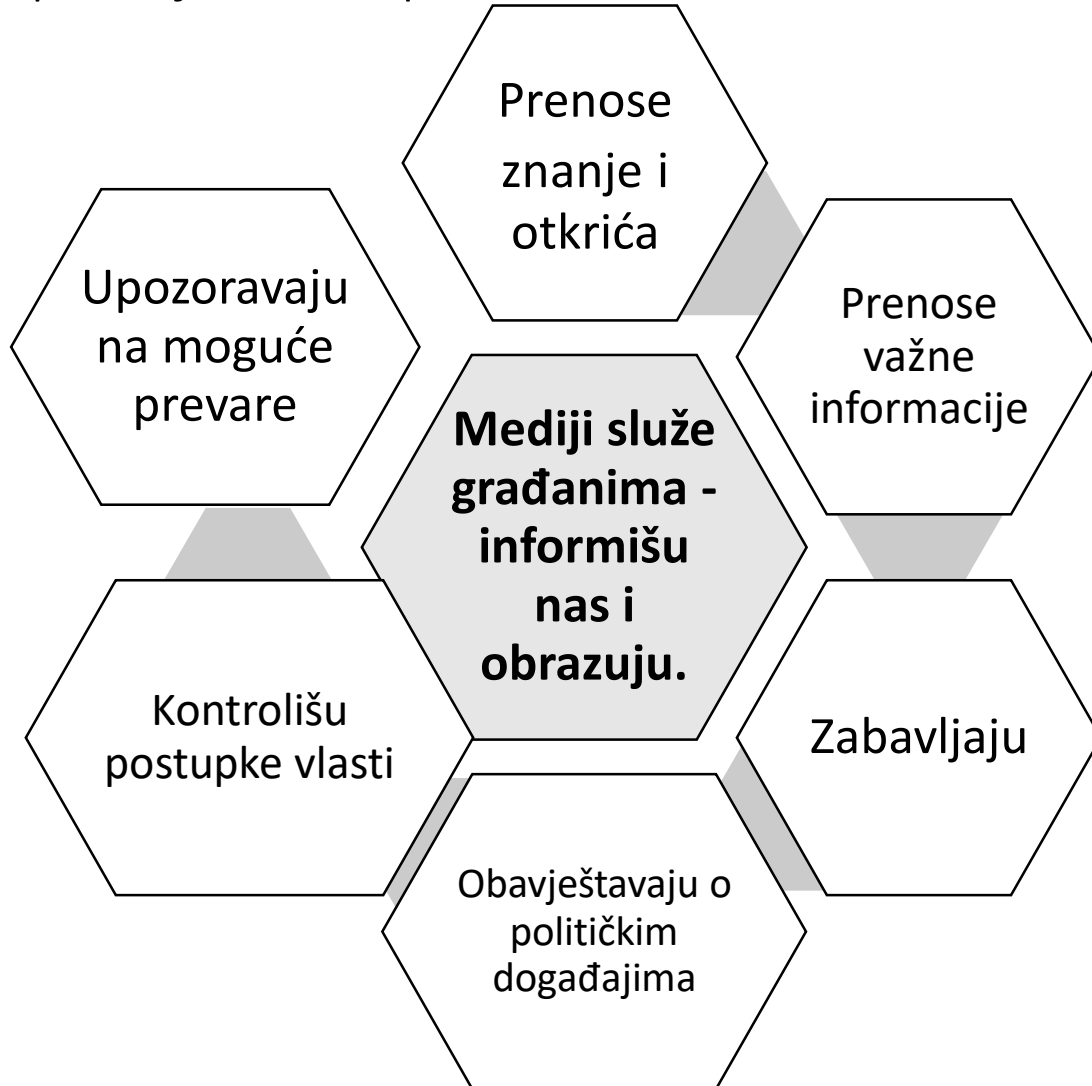 Prenose
znanje i
otkrića
Prenose
važne
informacije
Zabavljaju
Obavještavaju o
političkim
događajima
Kontrolišu
postupke vlasti
Upozoravaju
na moguće
prevare
Mediji služe
građanima -
informišu
nas i
obrazuju.